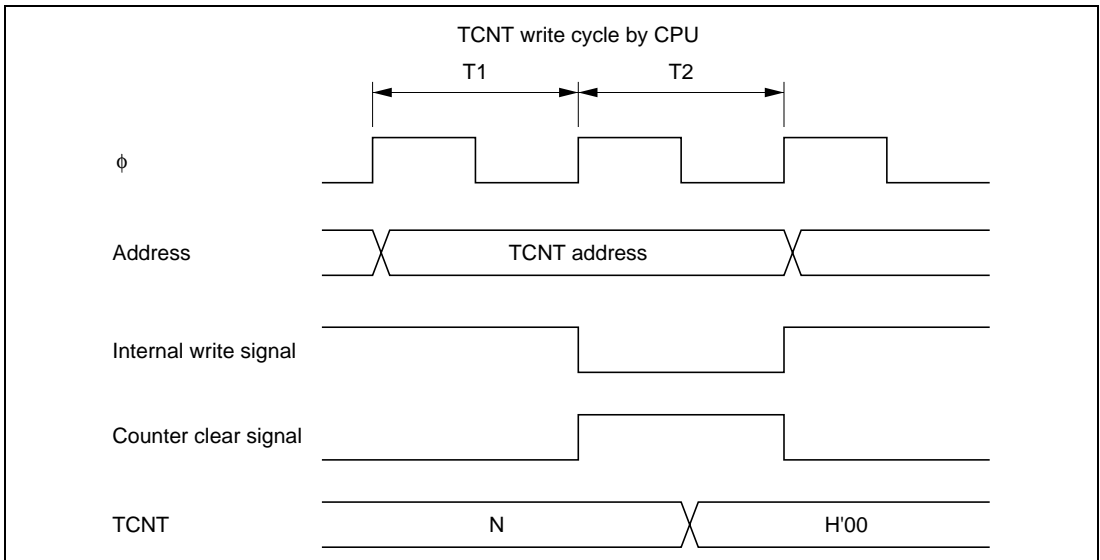 TCNT write cycle by CPU
T1 T2
ϕ
Address TCNT address
Internal write signal
Counter clear signal
TCNT N H'00